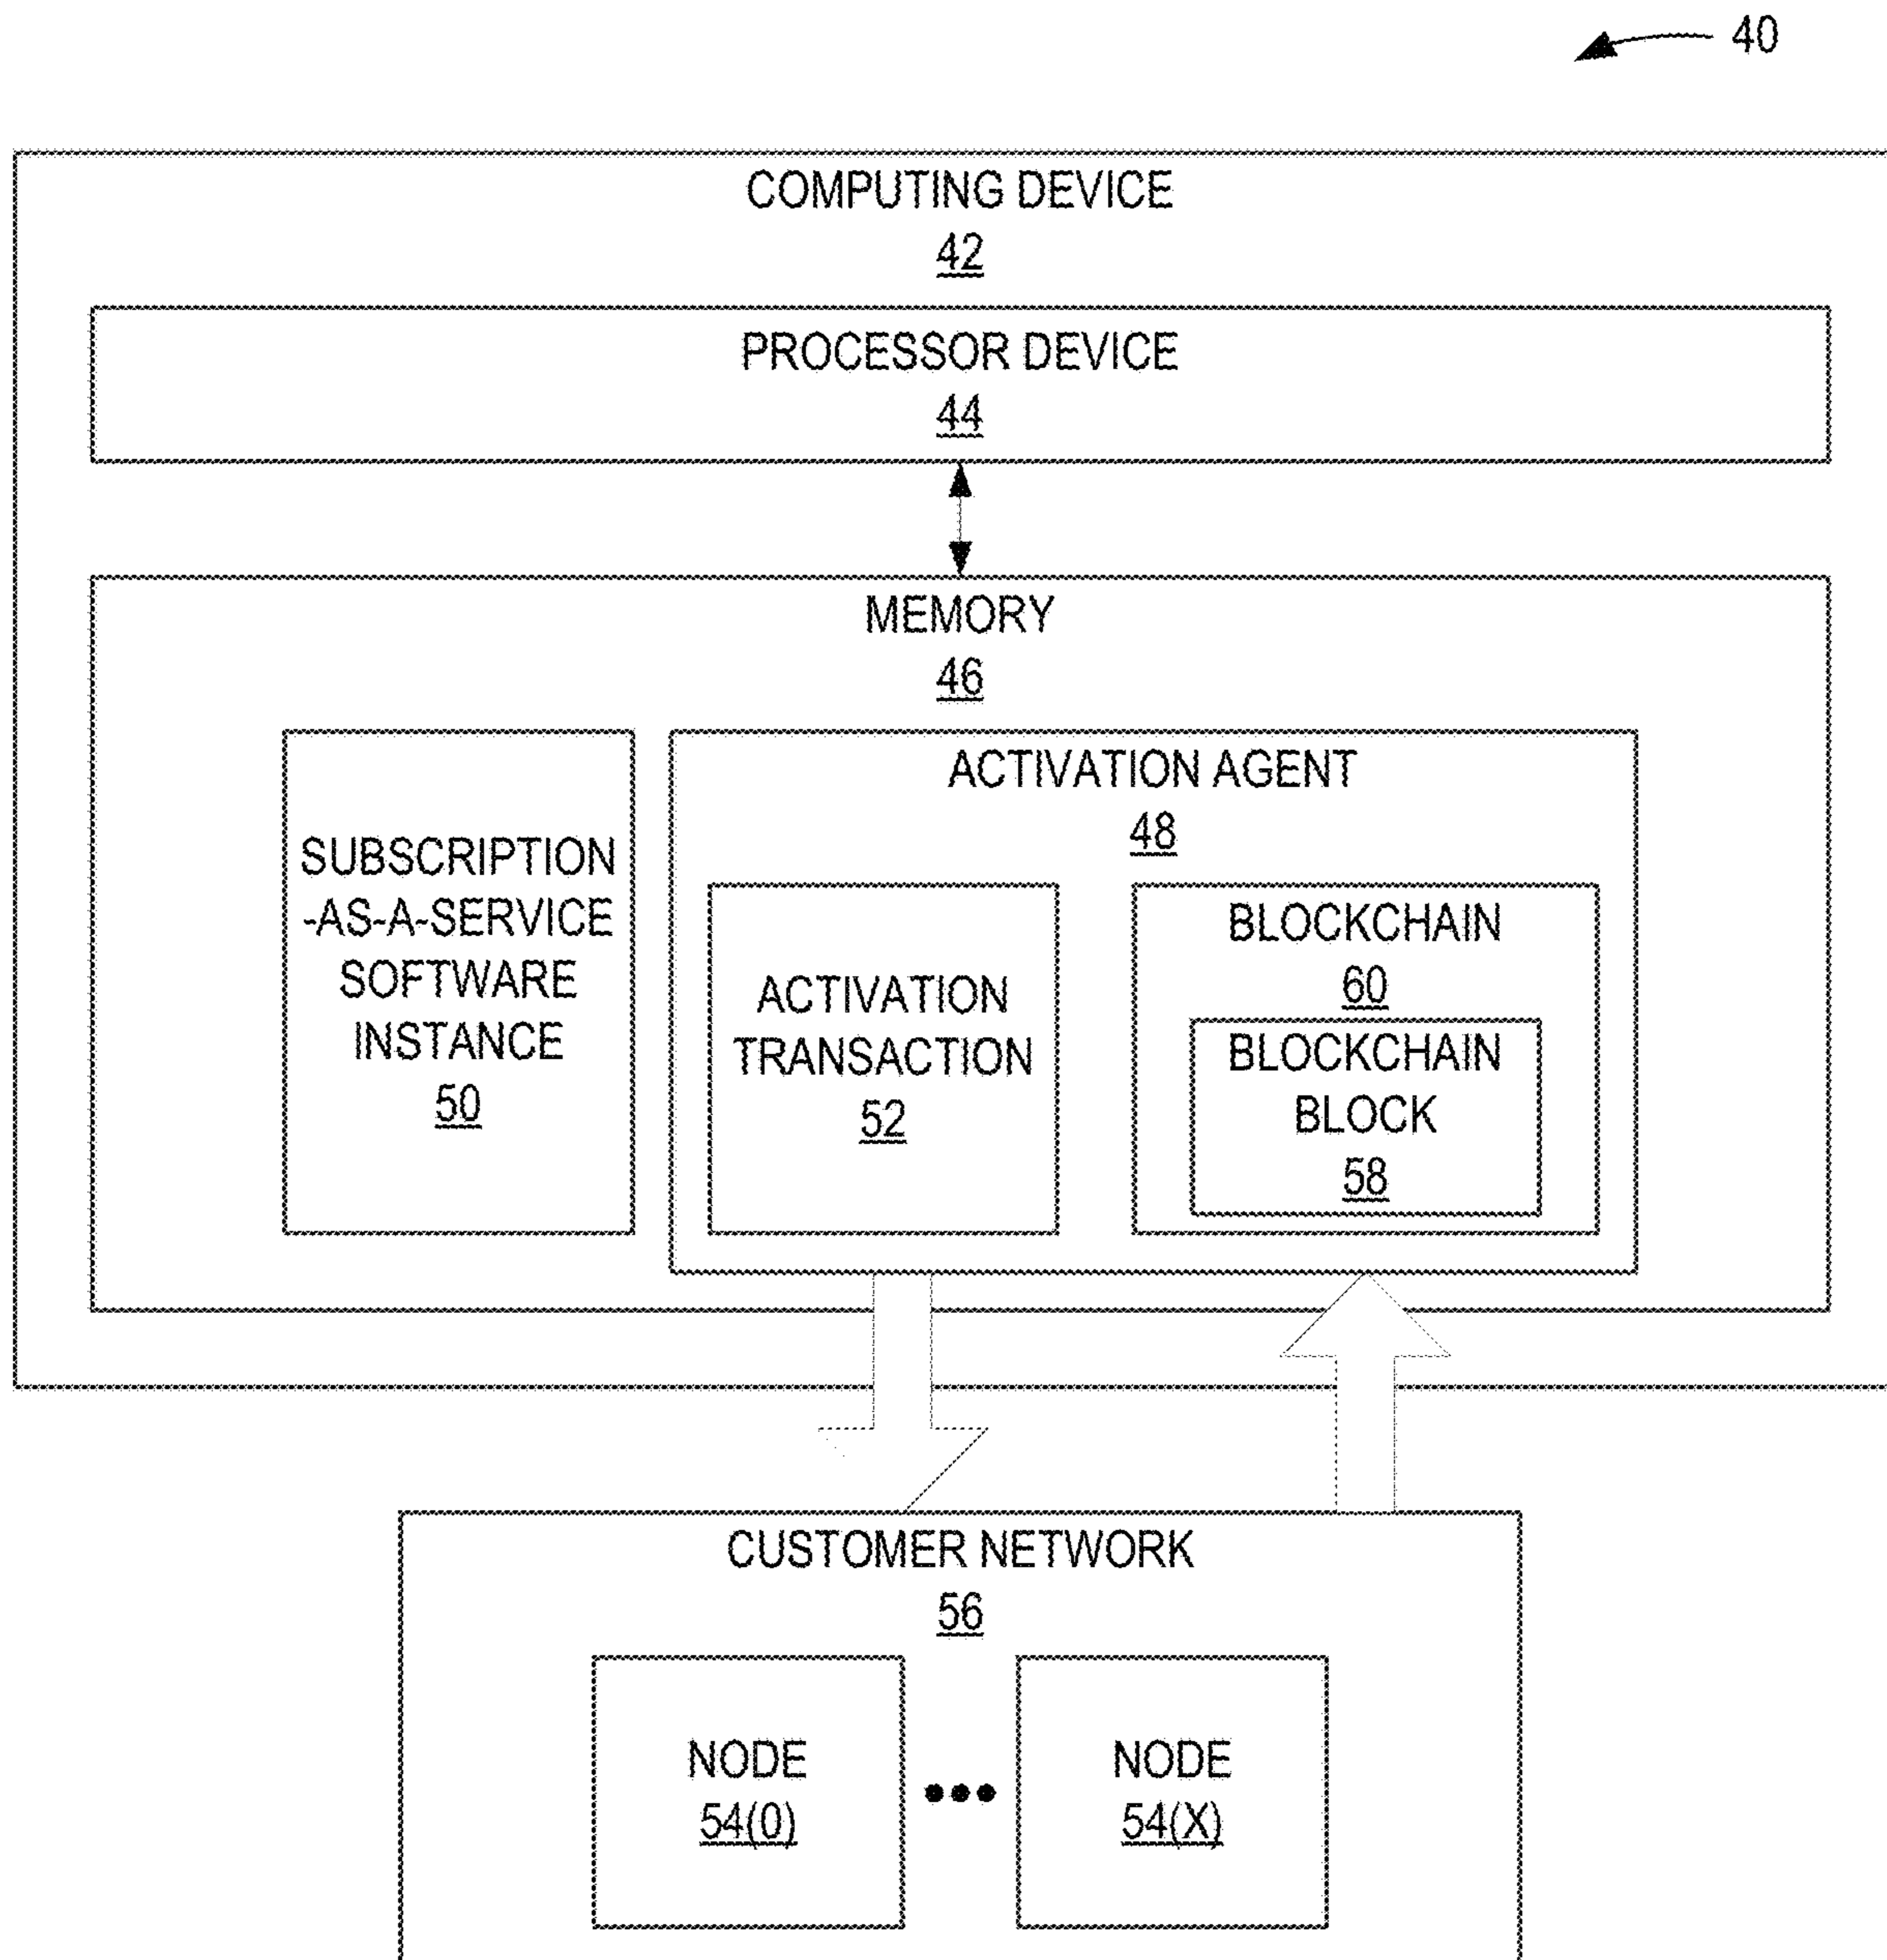 40
COMPUTING DEVICE
42
PROCESSOR DEVICE
44
MEMORY
46
SUBSCRIPTION
-AS-A-SERVICE
SOFTWARE
INSTANCE
50
ACTIVATION AGENT
48
ACTIVATION
TRANSACTION
52
BLOCKCHAIN
60
BLOCKCHAIN
BLOCK
58
CUSTOMER NETWORK
56
NODE
54(0)
NODE
54(X)